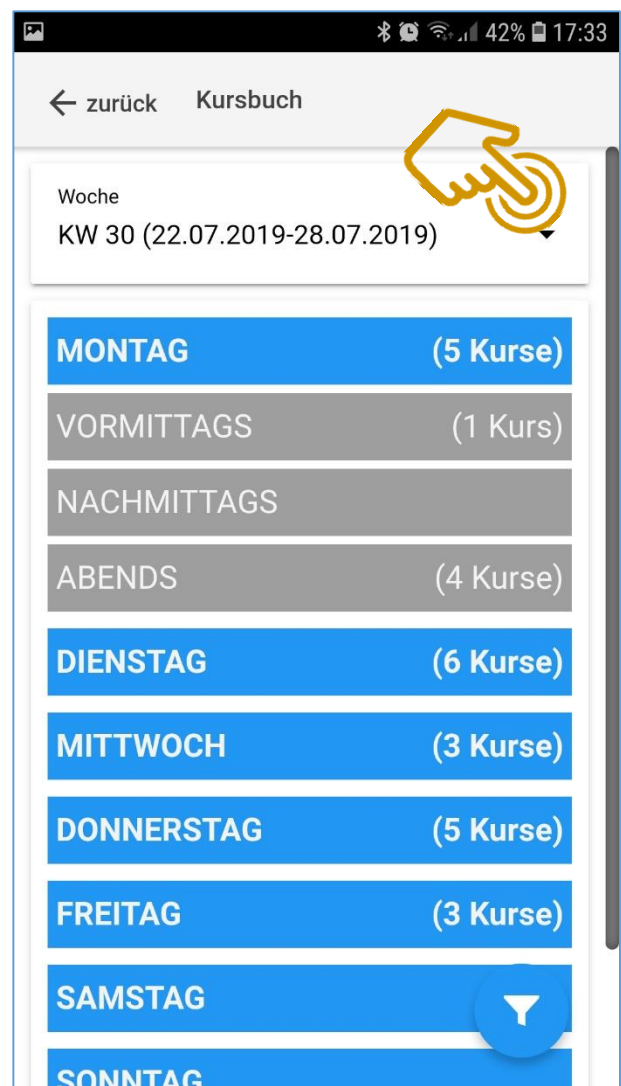 42% 17:33
zurück Kursbuch
Woche
KW 30 (22.07.2019-28.07.2019)
MONTAG (5 Kurse)
VORMITTAGS (1 Kurs)
NACHMITTAGS
ABENDS (4 Kurse)
DIENSTAG (6 Kurse)
MITTWOCH (3 Kurse)
DONNERSTAG (5 Kurse)
FREITAG (3 Kurse)
SAMSTAG
SONNTAG